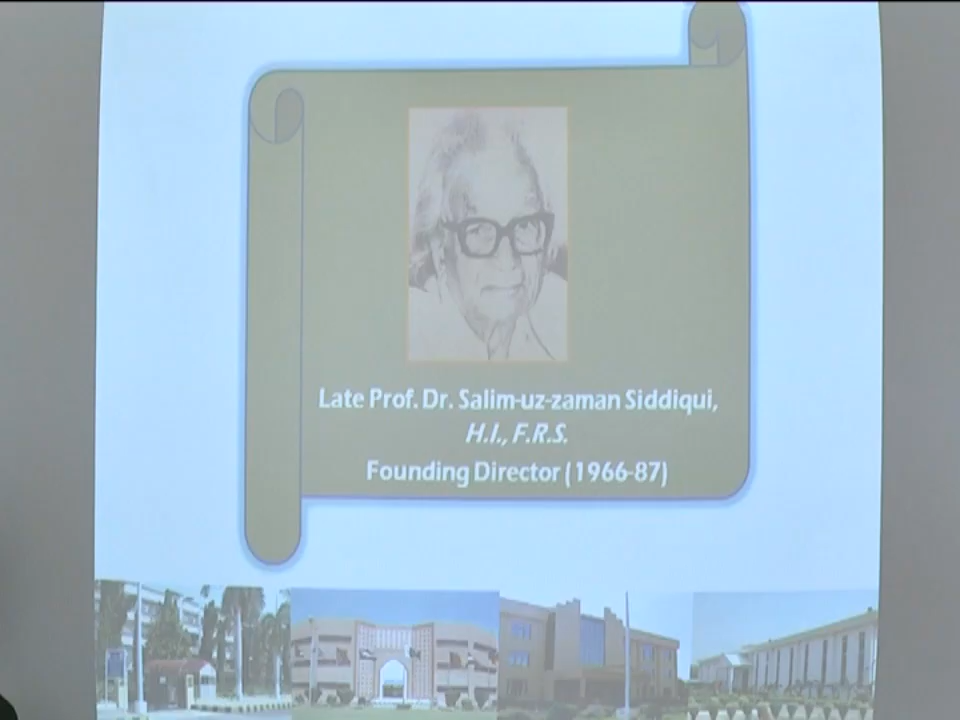 Late Prof. Dr. Salim-uz-zaman Siddiqui,
H.I., F.R.S.
Founding Director (1966-87)